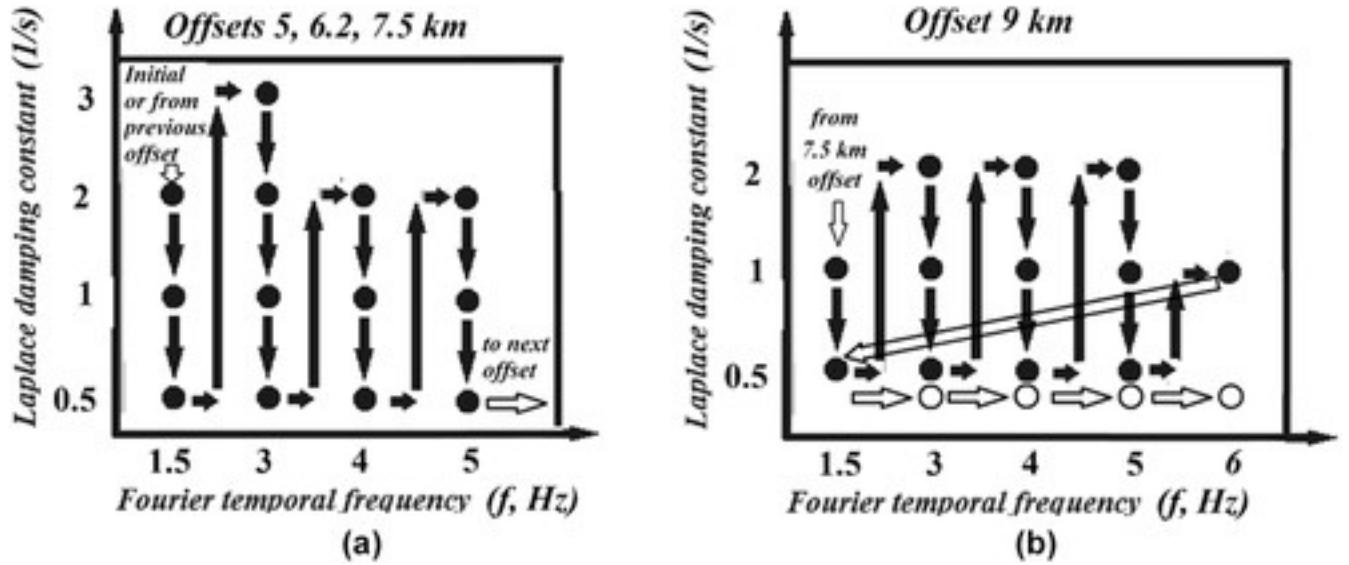 Offsets 5, 6.2, 7.5 km
Laplace damping constant (1/s)
Initial
or from
previous
offset
3
2
1
0.5
to next
offset
1.5 3 4 5
Fourier temporal frequency (f, Hz)
(a)
Offset 9 km
Laplace damping constant (1/s)
from
7.5 km
offset
2
1
0.5
1.5 3 4 5 6
Fourier temporal frequency (f, Hz)
(b)